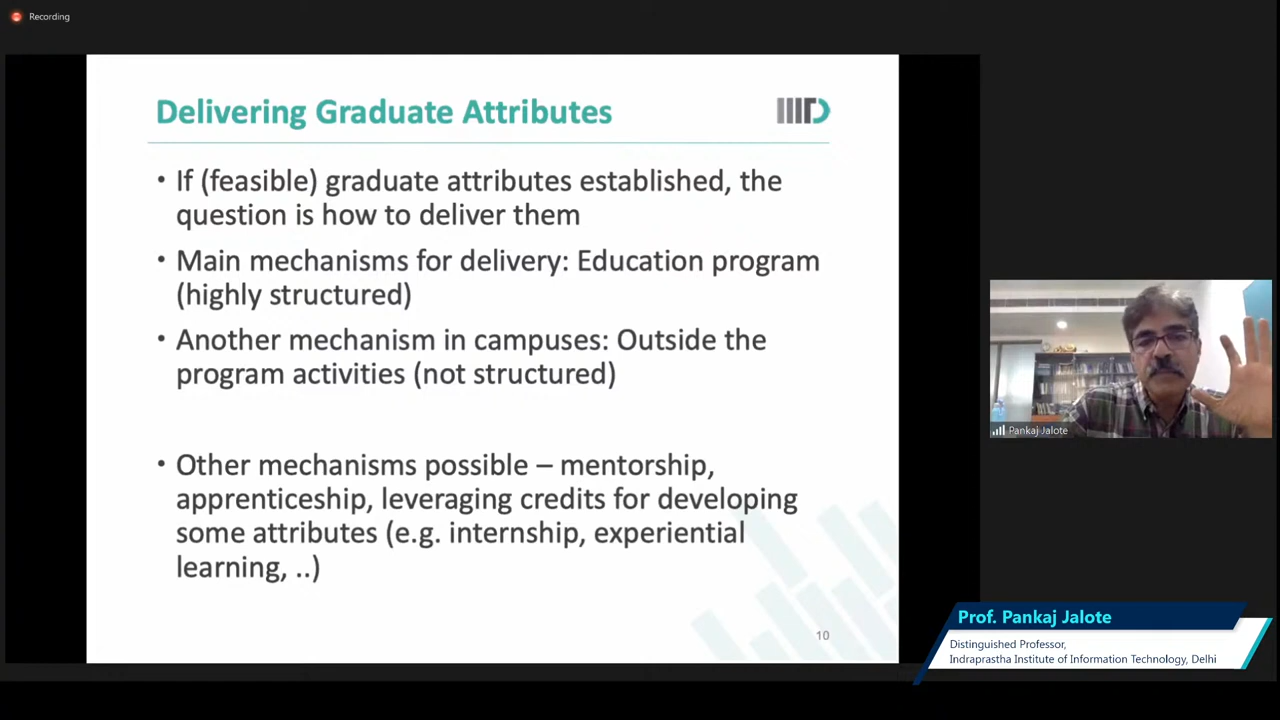 Recording
Delivering Graduate Attributes
IIITD
• If (feasible) graduate attributes established, the
question is how to deliver them
• Main mechanisms for delivery: Education program
(highly structured)
• Another mechanism in campuses: Outside the
program activities (not structured)
• Other mechanisms possible – mentorship,
apprenticeship, leveraging credits for developing
some attributes (e.g. internship, experiential
learning, ..)
10
Pankaj Jalote
Prof. Pankaj Jalote
Distinguished Professor,
Indraprastha Institute of Information Technology, Delhi